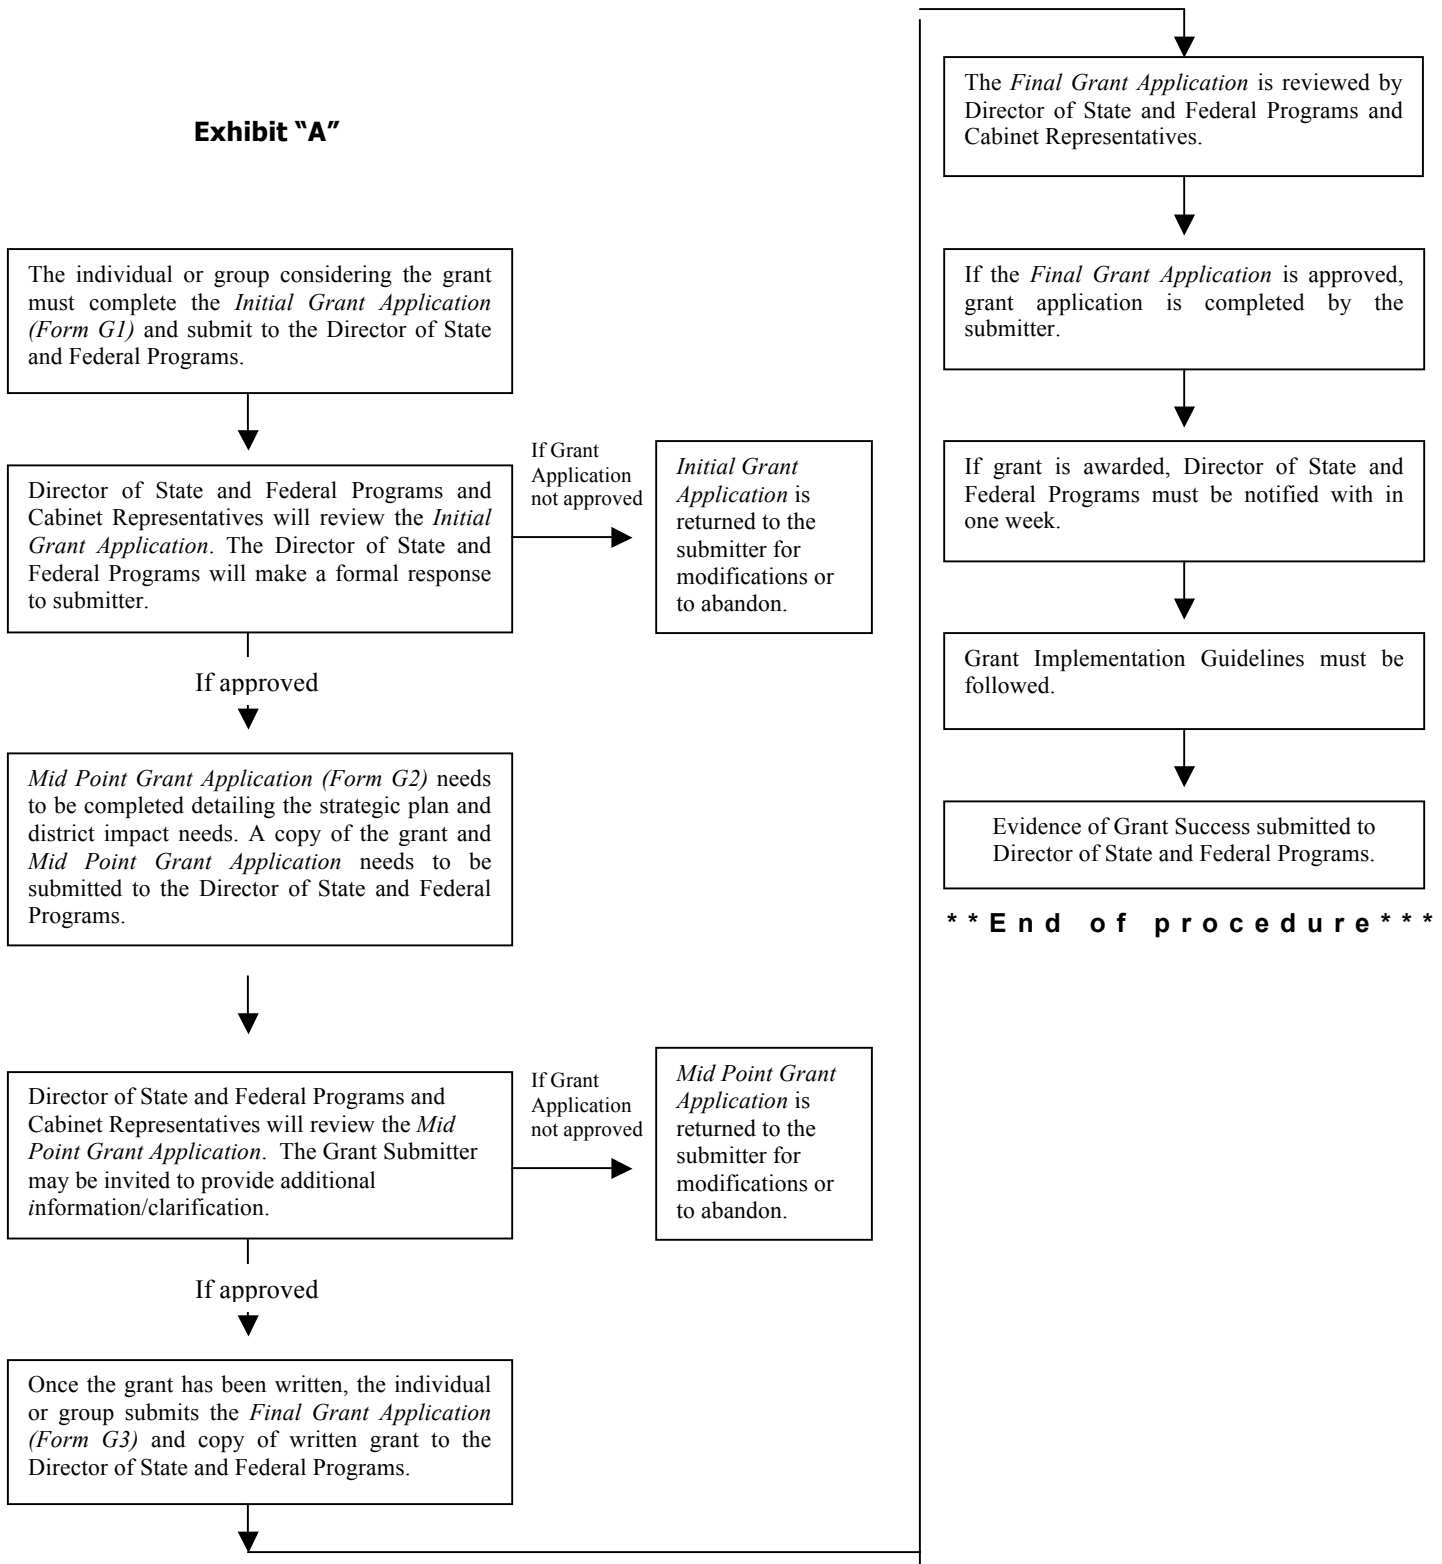 Exhibit “A”
The individual or group considering the grant
must complete the Initial Grant Application
(Form G1) and submit to the Director of State
and Federal Programs.
Director of State and Federal Programs and
Cabinet Representatives will review the Initial
Grant Application. The Director of State and
Federal Programs will make a formal response
to submitter.
If Grant
Application
not approved
Initial Grant
Application is
returned to the
submitter for
modifications or
to abandon.
If approved
Mid Point Grant Application (Form G2) needs
to be completed detailing the strategic plan and
district impact needs. A copy of the grant and
Mid Point Grant Application needs to be
submitted to the Director of State and Federal
Programs.
Director of State and Federal Programs and
Cabinet Representatives will review the Mid
Point Grant Application.  The Grant Submitter
may be invited to provide additional
information/clarification.
If Grant
Application
not approved
Mid Point Grant
Application is
returned to the
submitter for
modifications or
to abandon.
If approved
Once the grant has been written, the individual
or group submits the Final Grant Application
(Form G3) and copy of written grant to the
Director of State and Federal Programs.
The Final Grant Application is reviewed by
Director of State and Federal Programs and
Cabinet Representatives.
If the Final Grant Application is approved,
grant application is completed by the
submitter.
If grant is awarded, Director of State and
Federal Programs must be notified with in
one week.
Grant Implementation Guidelines must be
followed.
Evidence of Grant Success submitted to
Director of State and Federal Programs.
**End of procedure***